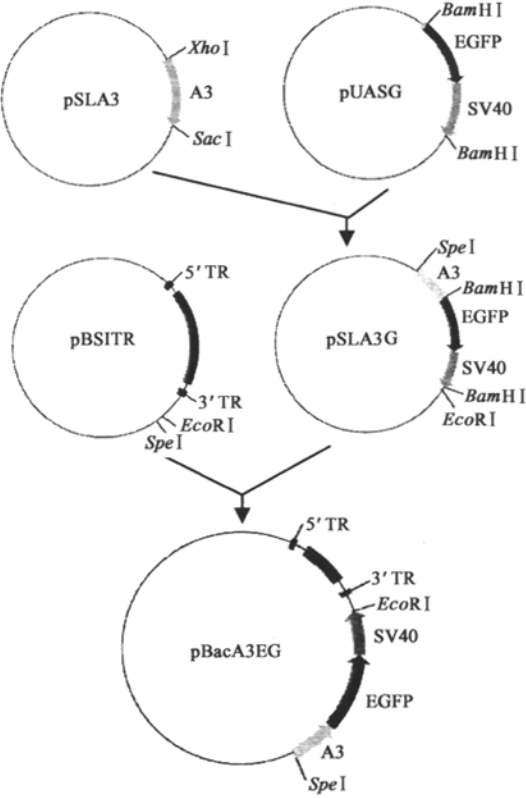 BamHⅠ
EGFP
XhoⅠ
A3
pSLA3
pUASG
SV40
SacⅠ
BamHⅠ
SpeⅠ
5′TR
A3
BamHⅠ
EGFP
pBSITR
pSLA3G
SV40
3′TR
BamHⅠ
EcoRⅠ
EcoRⅠ
SpeⅠ
5′TR
3′TR
EcoRⅠ
SV40
pBacA3EG
EGFP
A3
SpeⅠ